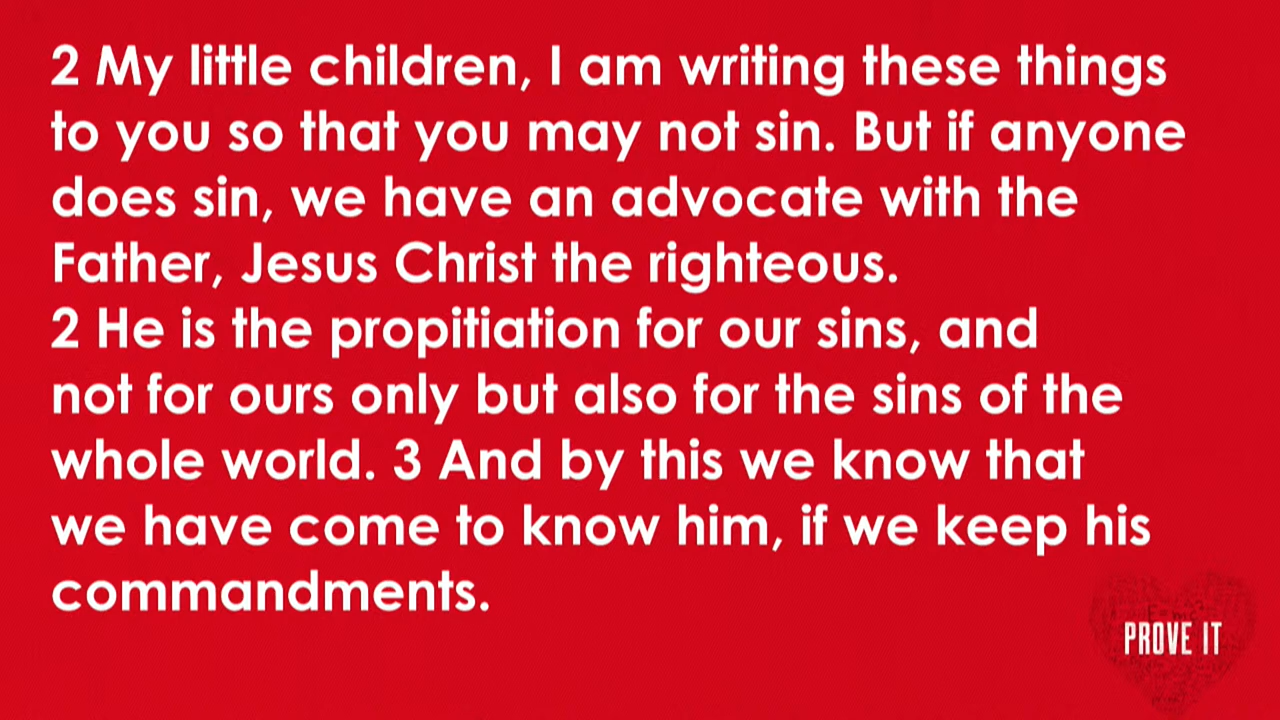 2 My little children, I am writing these things
to you so that you may not sin. But if anyone
does sin, we have an advocate with the
Father, Jesus Christ the righteous.
2 He is the propitiation for our sins, and
not for ours only but also for the sins of the
whole world. 3 And by this we know that
we have come to know him, if we keep his
commandments.
PROVE IT